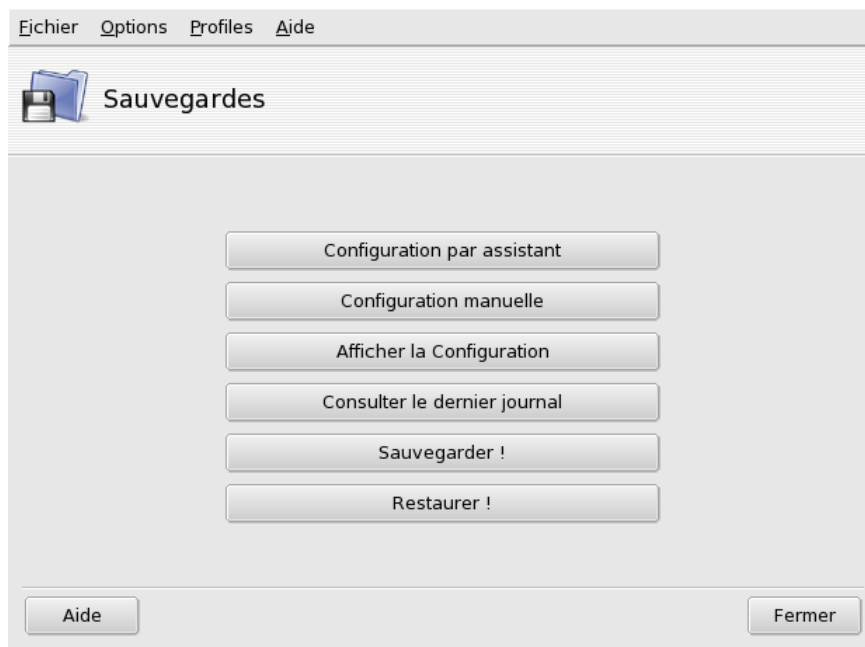 Fichier Options Profiles Aide
Sauvegardes
Configuration par assistant
Configuration manuelle
Afficher la Configuration
Consulter le dernier journal
Sauvegarder !
Restaurer !
Aide Fermer